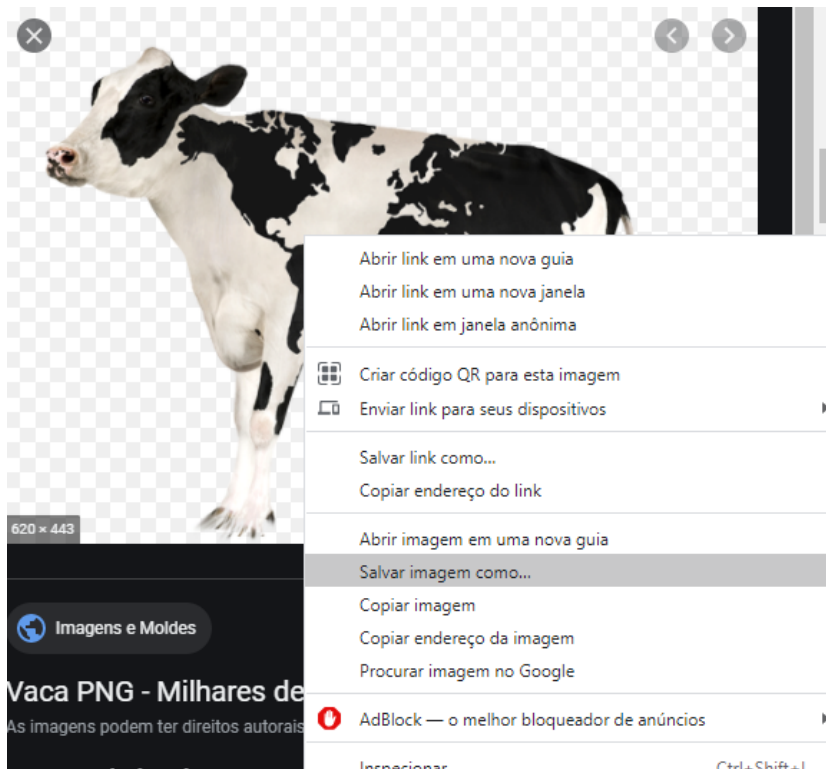 Abrir link em uma nova guia
Abrir link em uma nova janela
Abrir link em janela anônima
Criar código QR para esta imagem
Enviar link para seus dispositivos
Salvar link como...
Copiar endereço do link
620 × 443
Abrir imagem em uma nova guia
Salvar imagem como...
Copiar imagem
Copiar endereço da imagem
Procurar imagem no Google
Imagens e Moldes
Vaca PNG - Milhares de
As imagens podem ter direitos autorais
AdBlock — o melhor bloqueador de anúncios
Inspecionar Ctrl+Shift+I